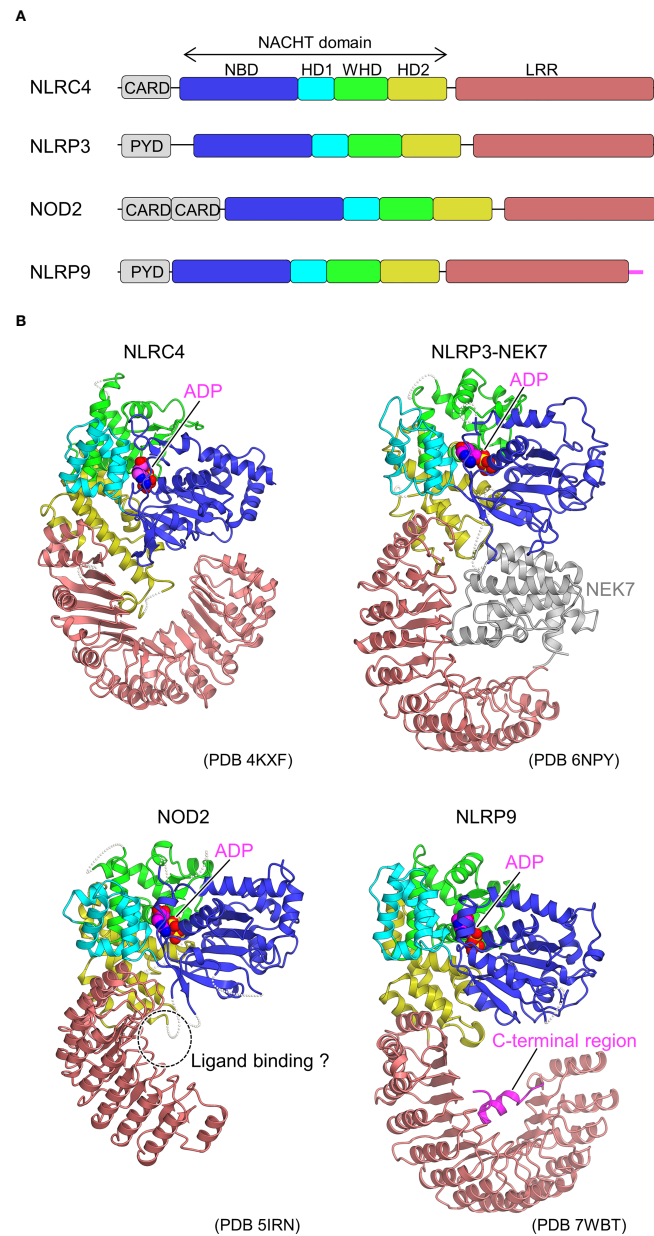 A
NACHT domain
NBD HD1 WHD HD2 LRR
NLRC4 CARD
NLRP3 PYD
NOD2 CARD CARD
NLRP9 PYD
B
NLRC4 NLRP3-NEK7
ADP ADP
NEK7
(PDB 4KXF) (PDB 6NPY)
NOD2 NLRP9
ADP ADP
C-terminal region
Ligand binding ?
(PDB 5IRN) (PDB 7WBT)